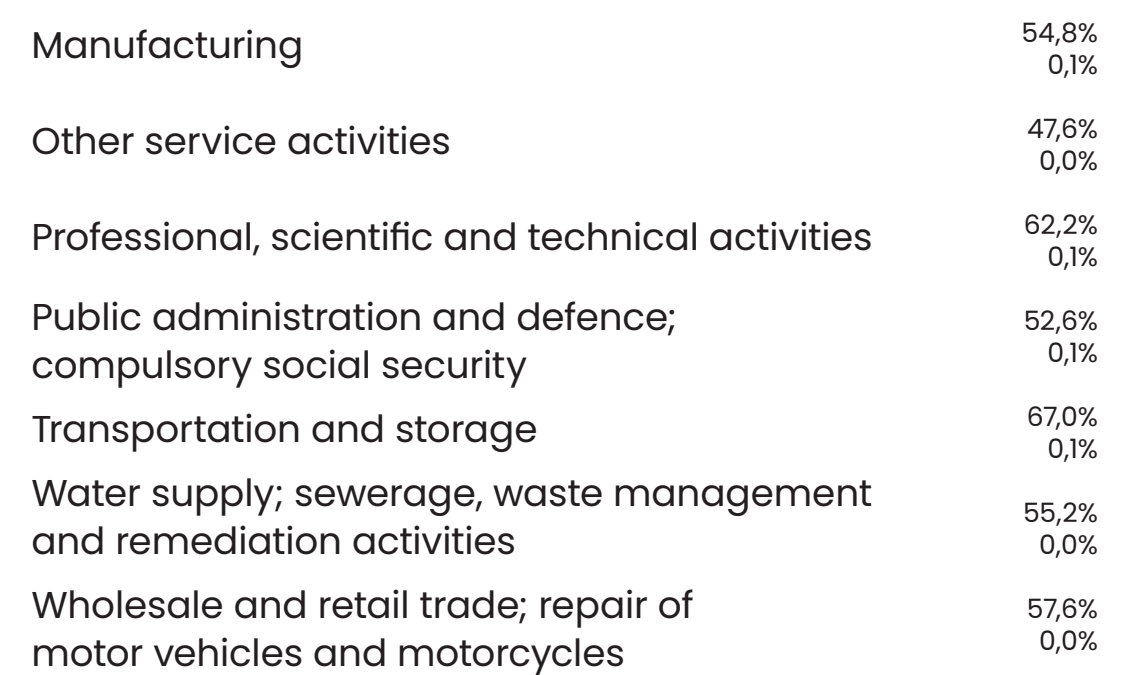 Manufacturing
54,8%
0,1%
Other service activities
47,6%
0,0%
Professional, scientific and technical activities
62,2%
0,1%
Public administration and defence;
compulsory social security
52,6%
0,1%
Transportation and storage
67,0%
0,1%
Water supply; sewerage, waste management
and remediation activities
55,2%
0,0%
Wholesale and retail trade; repair of
motor vehicles and motorcycles
57,6%
0,0%